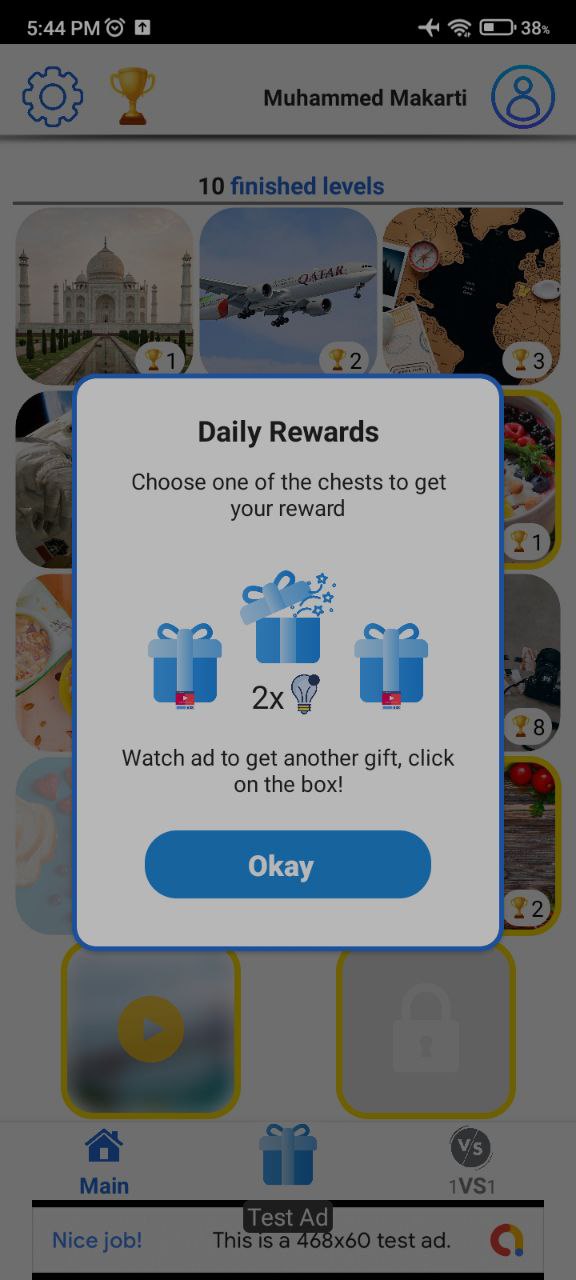 5:44 PM
38%
Muhammed Makarti
10 finished levels
QATAR
1
2
3
Daily Rewards
Choose one of the chests to get
your reward
1
2x
8
Watch ad to get another gift, click
on the box!
Okay
2
Main
VS
1VS1
Test Ad
Nice job!
This is a 468x60 test ad.